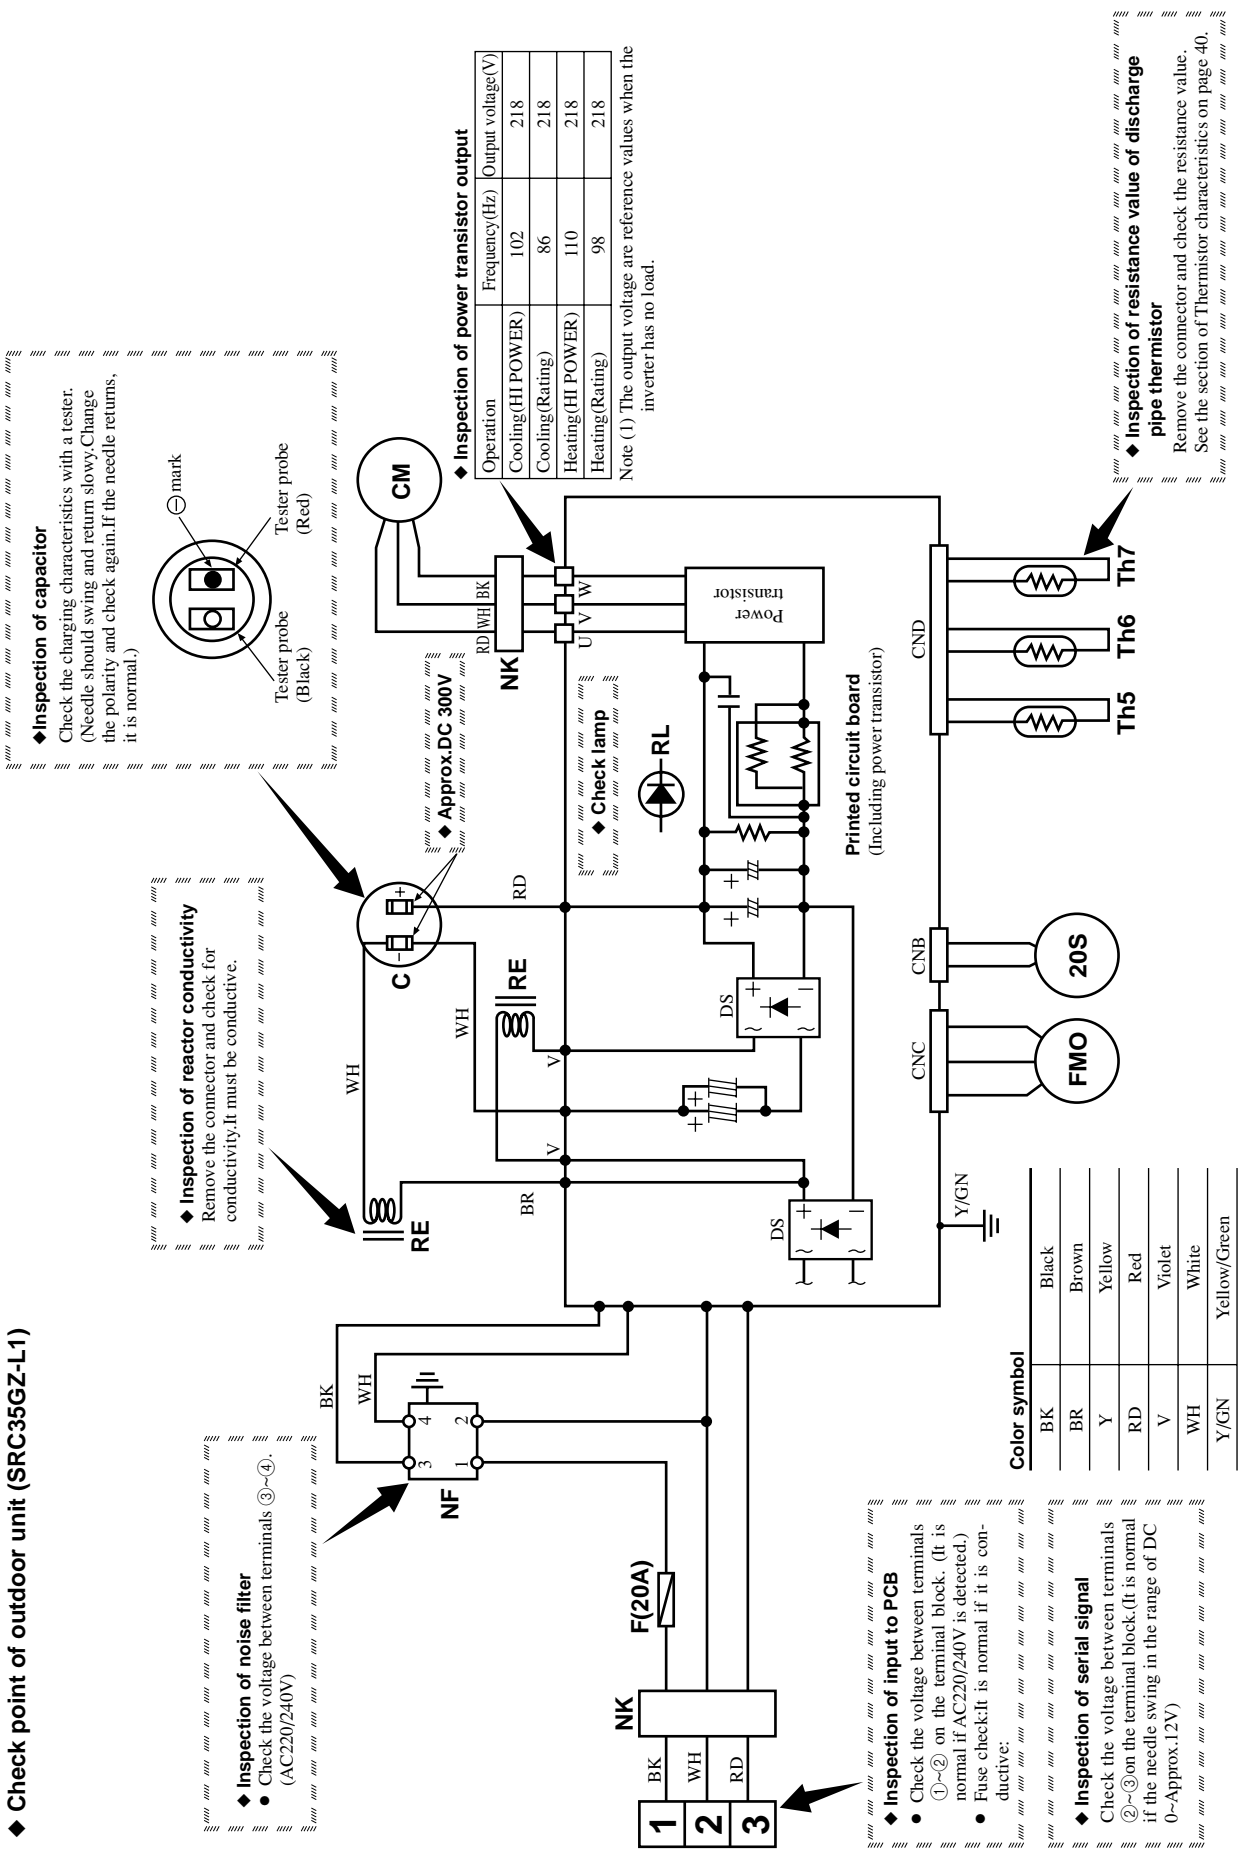 ◆ Check point of outdoor unit (SRC35GZ-L1)
◆Inspection of capacitor
Check the charging characteristics with a tester.
(Needle should swing and return slowy.Change
the polarity and check again.If the needle returns,
it is normal.)
⊖ mark
Tester probe
(Black)
Tester probe
(Red)
◆ Inspection of reactor conductivity
Remove the connector and check for
conductivity.It must be conductive.
◆ Inspection of noise filter
● Check the voltage between terminals ③~④.
(AC220/240V)
BK
WH
NF
3
4
1
2
RE
WH
BR
C
−
+
WH
RD
RE
V
V
◆ Approx.DC 300V
CM
RD
WH
BK
NK
U
V
W
◆ Inspection of power transistor output
Operation Frequency(Hz) Output voltage(V)
Cooling(HI POWER) 102 218
Cooling(Rating) 86 218
Heating(HI POWER) 110 218
Heating(Rating) 98 218
Note (1) The output voltage are reference values when the
inverter has no load.
◆ Check lamp
RL
Power
transistor
DS
+
−
~
~
DS
+
−
~
~
+
+
+
+
Printed circuit board
(Including power transistor)
F(20A)
NK
BK
WH
RD
1
2
3
CNC
CNB
CND
FMO
20S
Th5
Th6
Th7
Y/GN
◆ Inspection of input to PCB
● Check the voltage between terminals
①~② on the terminal block. (It is
normal if AC220/240V is detected.)
● Fuse check:It is normal if it is con-
ductive:
◆ Inspection of serial signal
Check the voltage between terminals
②~③on the terminal block.(It is normal
if the needle swing in the range of DC
0~Approx.12V)
Color symbol
BK Black
BR Brown
Y Yellow
RD Red
V Violet
WH White
Y/GN Yellow/Green
◆ Inspection of resistance value of discharge
pipe thermistor
Remove the connector and check the resistance value.
See the section of Thermistor characteristics on page 40.